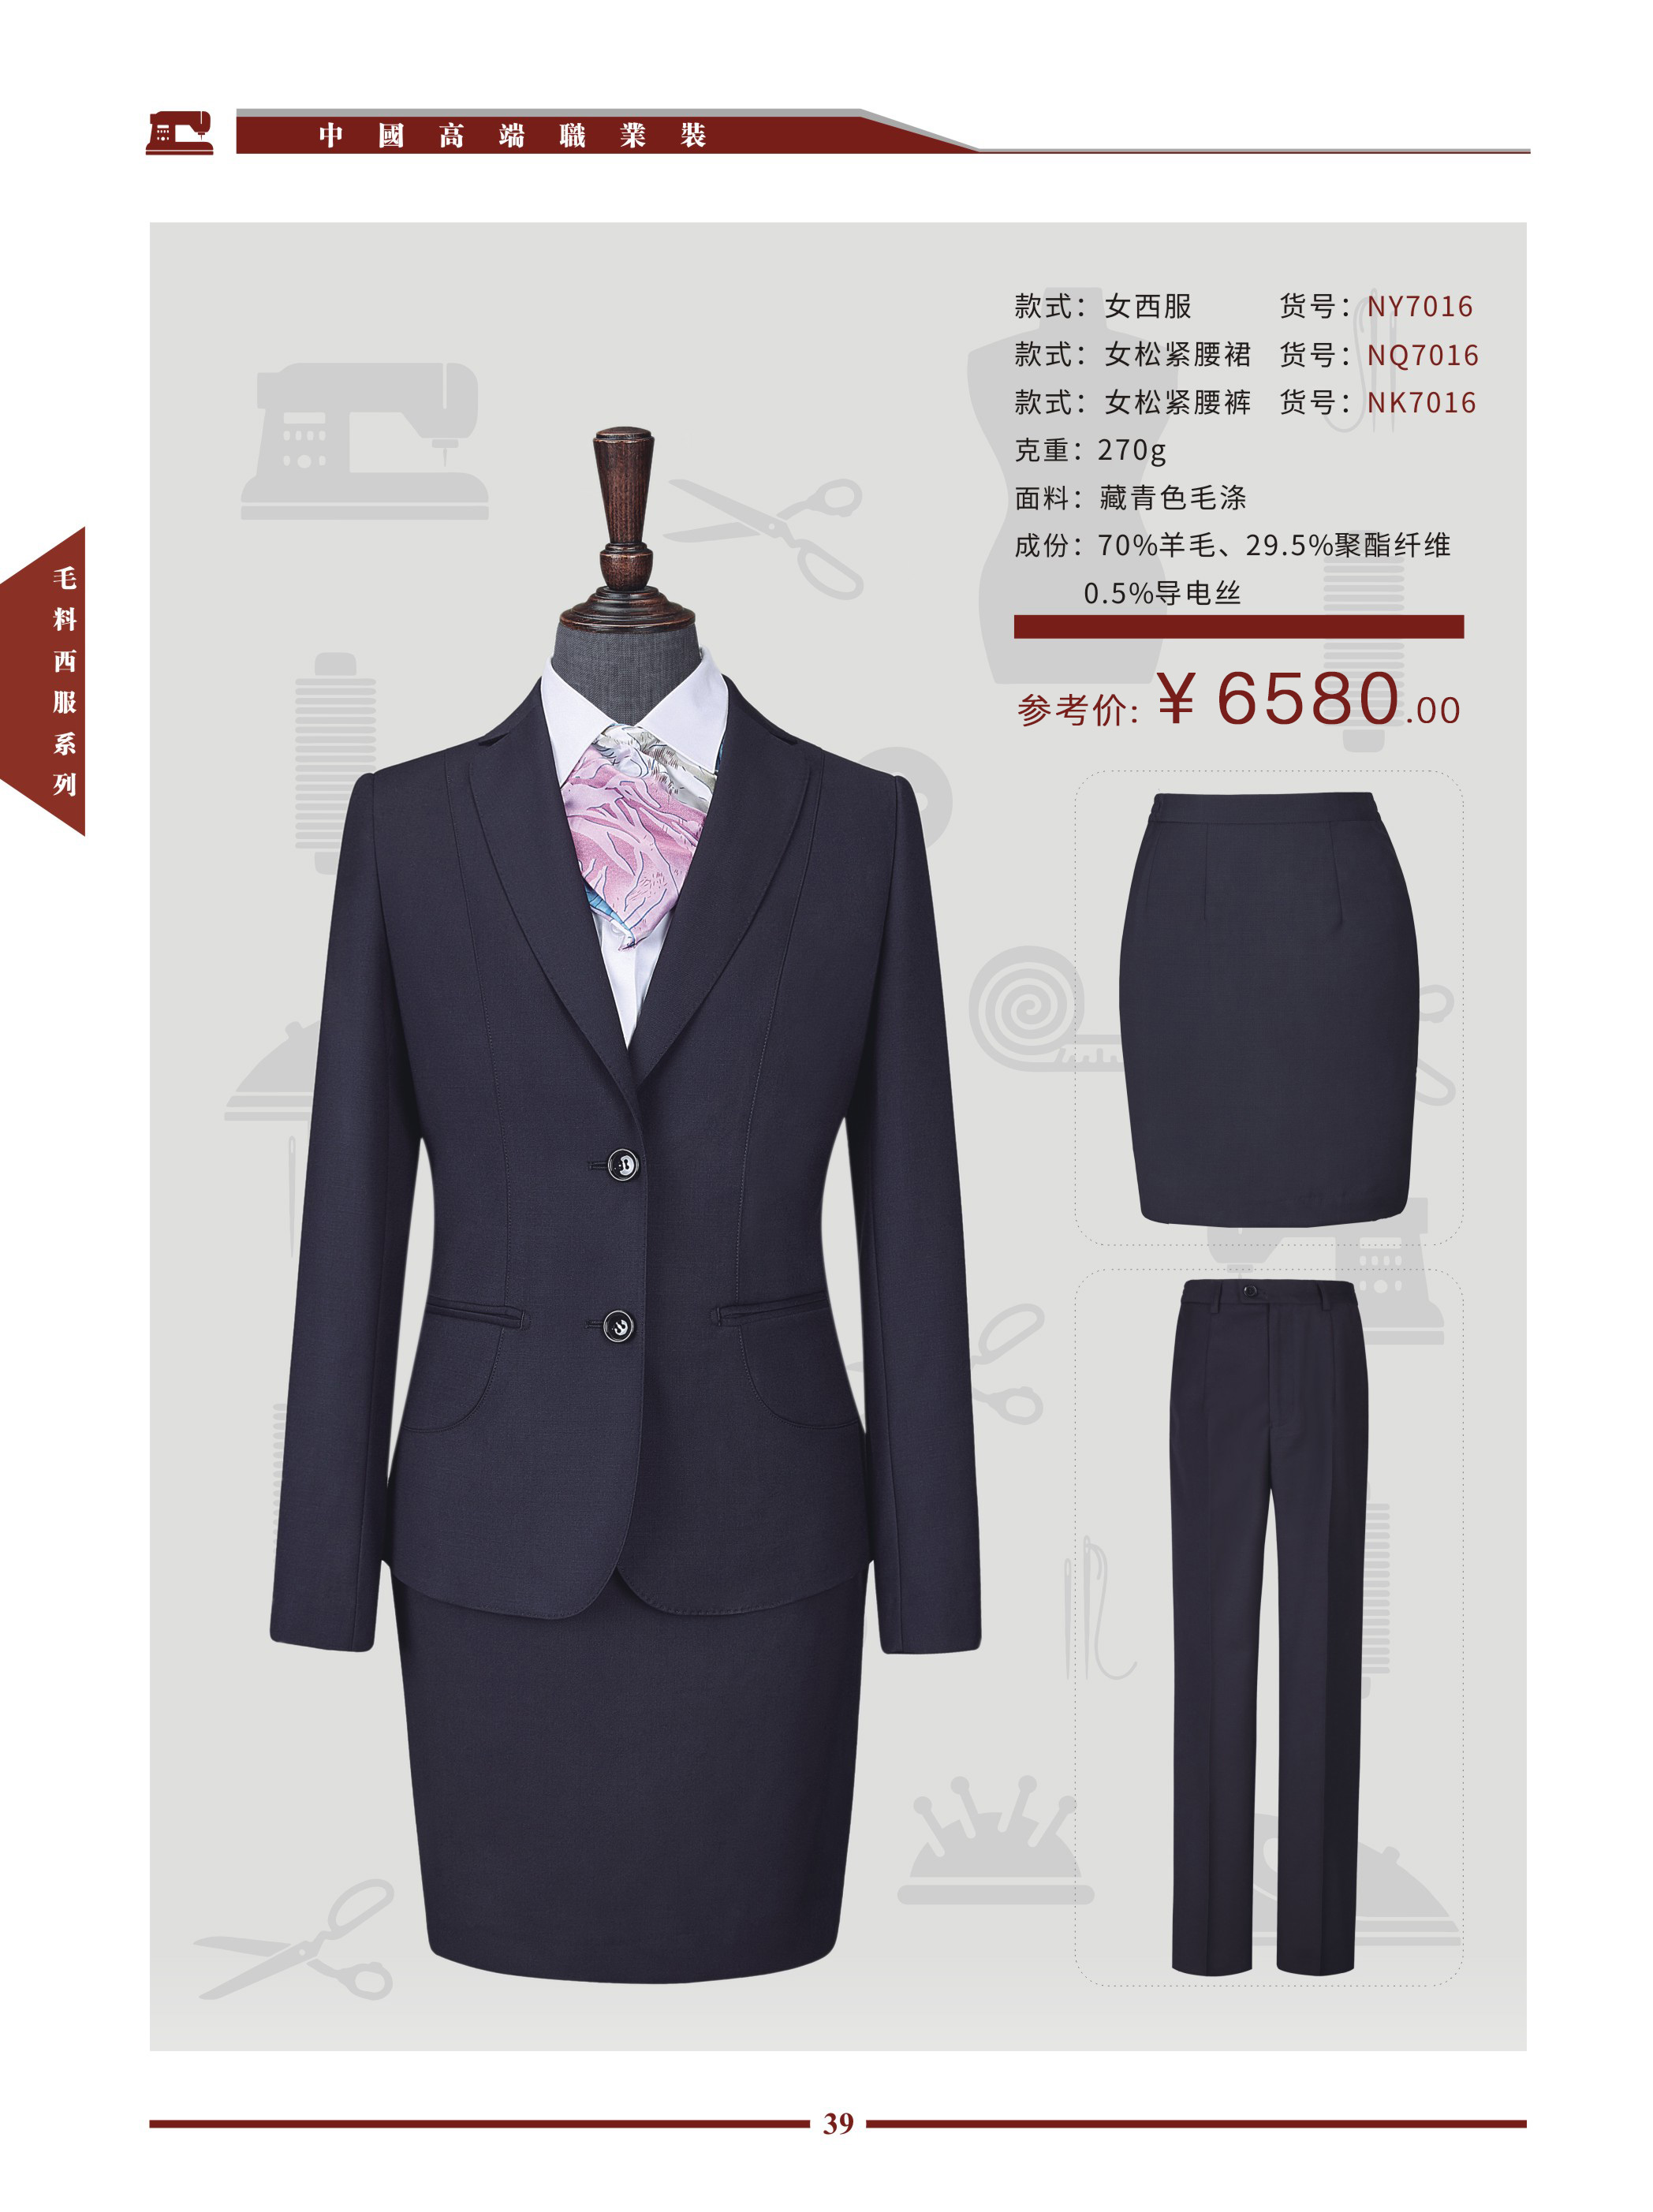 中國高端職業裝
毛料西服系列
款式：女西服 货号：NY7016
款式：女松紧腰裙 货号：NQ7016
款式：女松紧腰裤 货号：NK7016
克重：270g
面料：藏青色毛涤
成份：70%羊毛、29.5%聚酯纤维
0.5%导电丝
参考价：￥6580.00
39